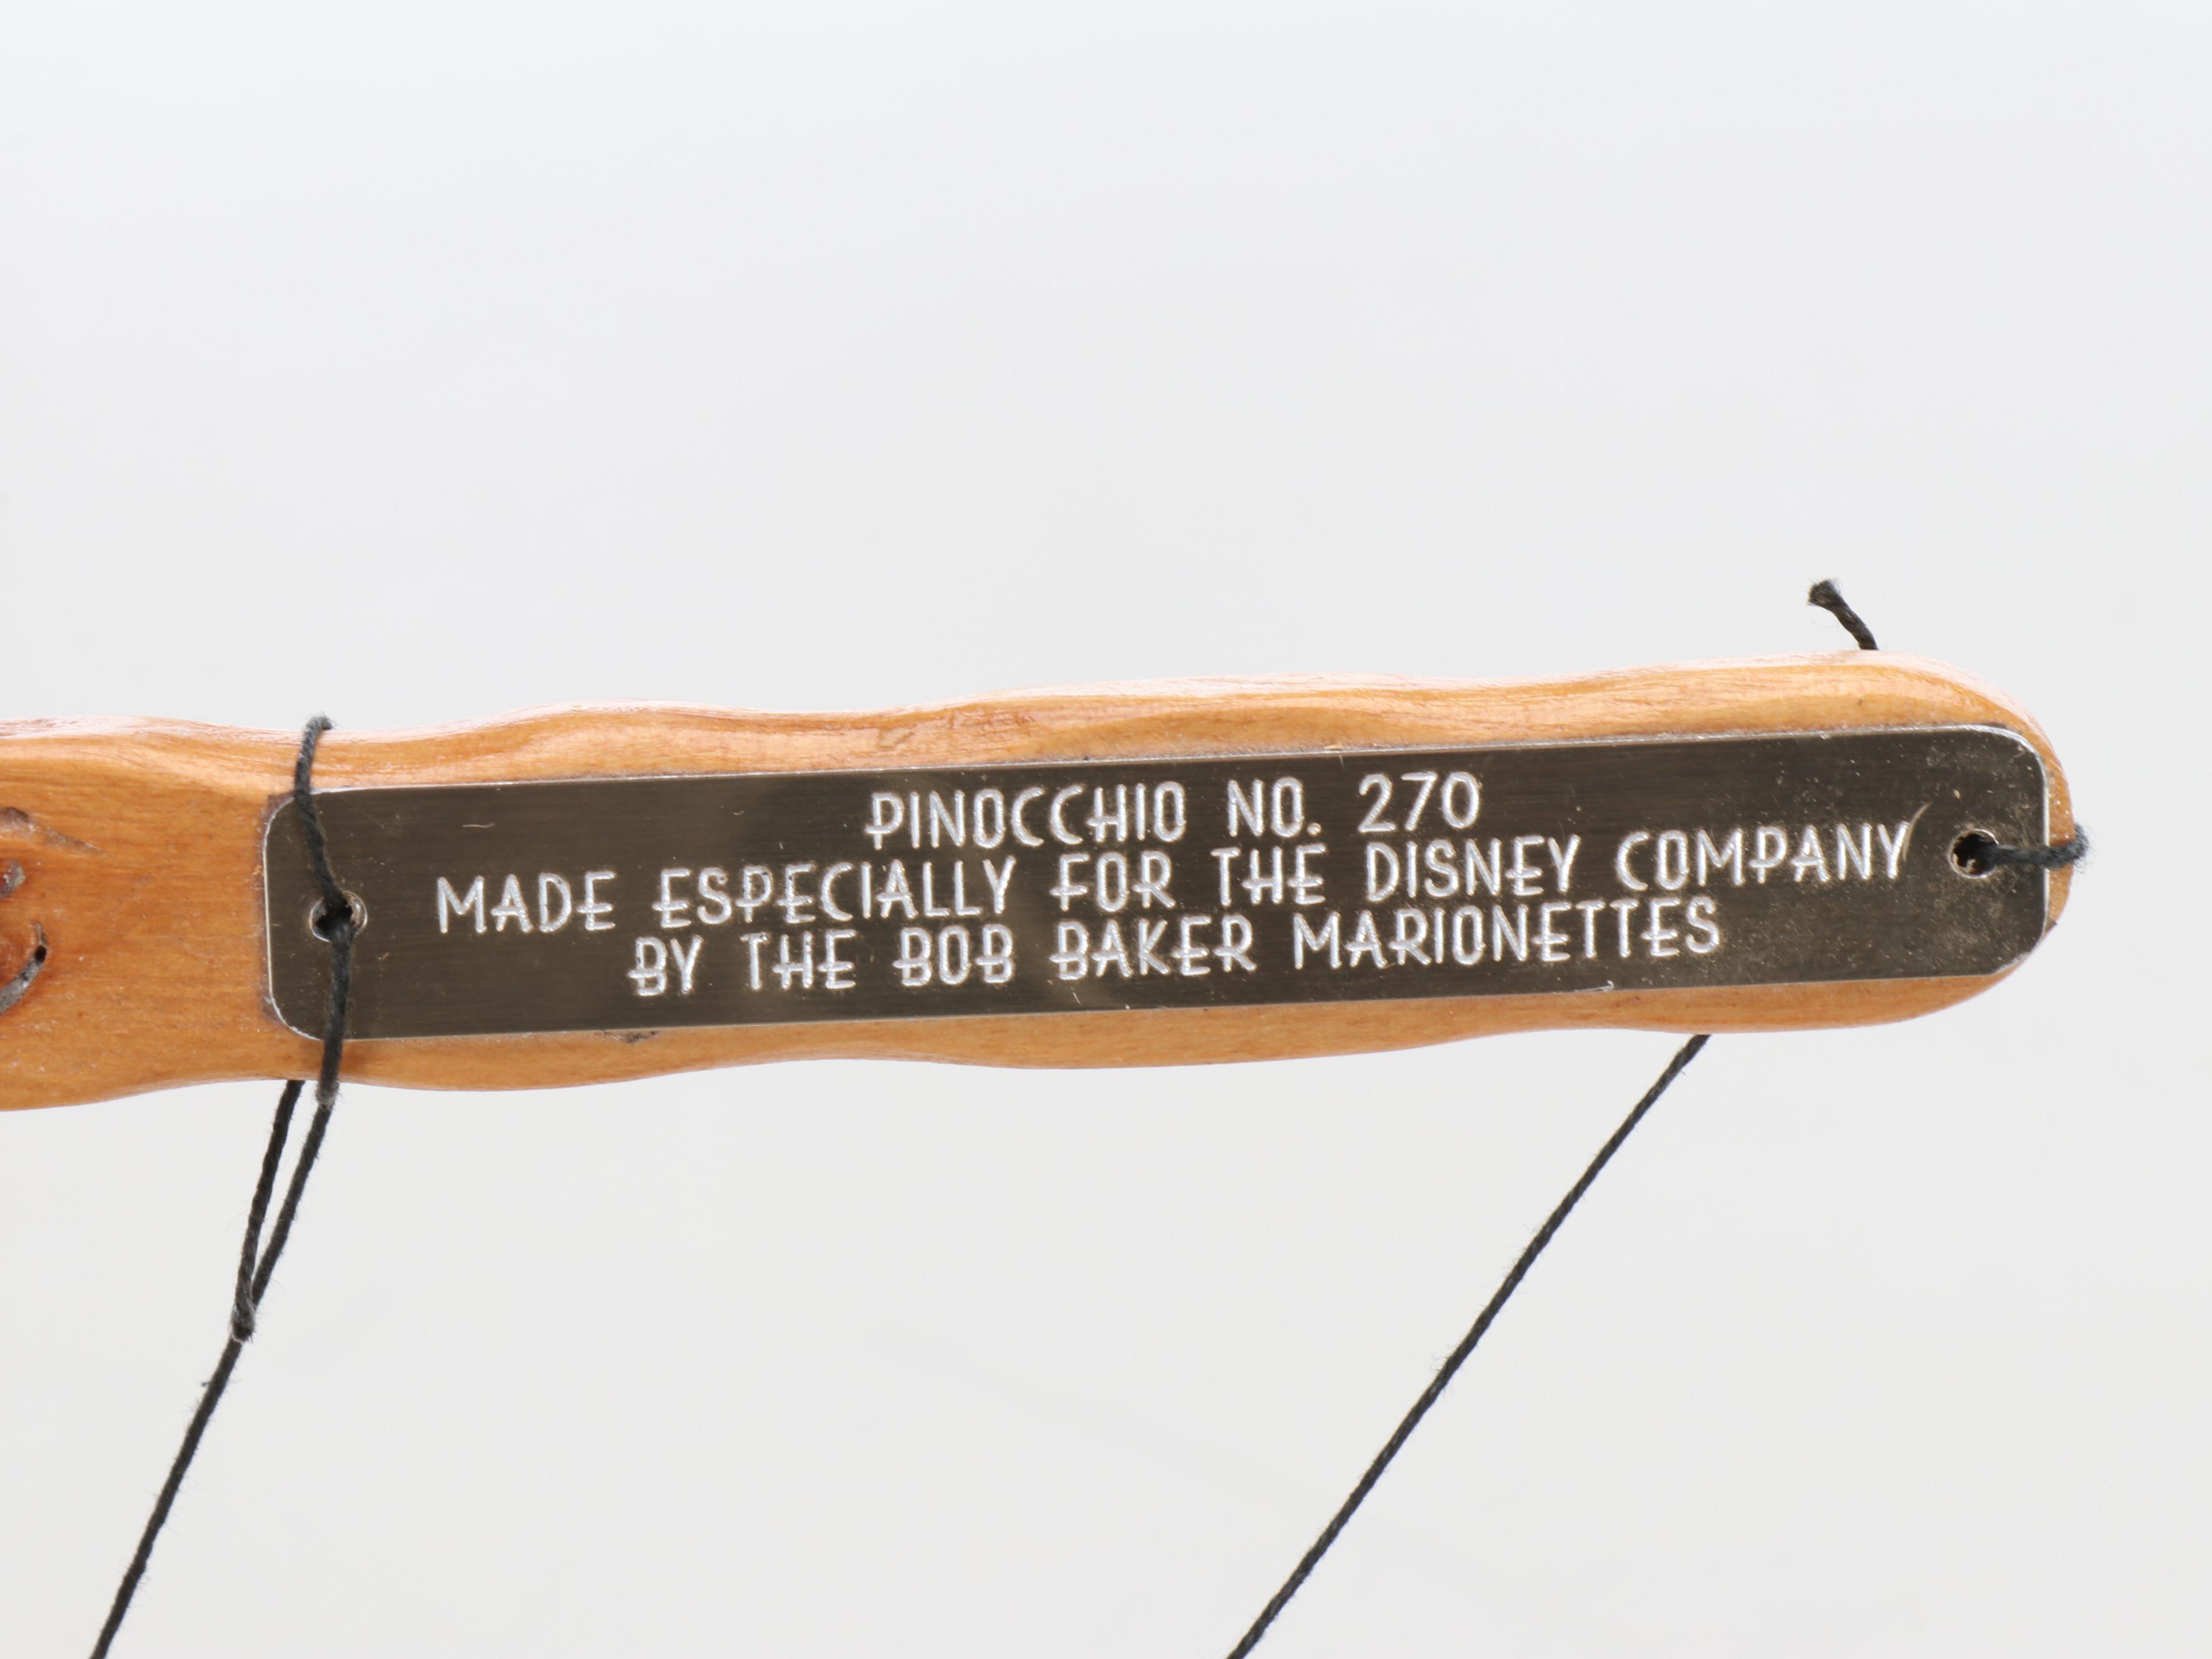 PINOCCHIO NO. 270
MADE ESPECIALLY FOR THE DISNEY COMPANY
BY THE BOB BAKER MARIONETTES